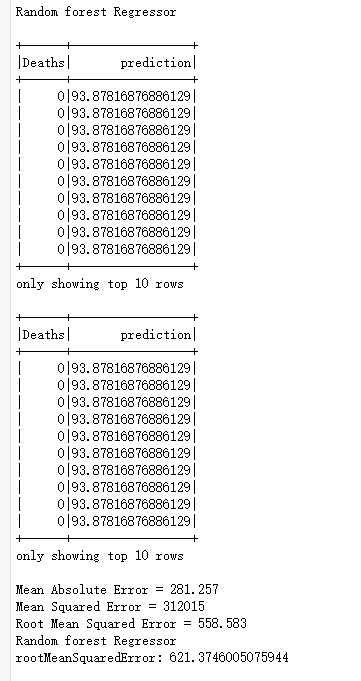 Random forest Regressor
+------+-----------------+
|Deaths|       prediction|
+------+-----------------+
|     0|93.87816876886129|
|     0|93.87816876886129|
|     0|93.87816876886129|
|     0|93.87816876886129|
|     0|93.87816876886129|
|     0|93.87816876886129|
|     0|93.87816876886129|
|     0|93.87816876886129|
|     0|93.87816876886129|
|     0|93.87816876886129|
+------+-----------------+
only showing top 10 rows
+------+-----------------+
|Deaths|       prediction|
+------+-----------------+
|     0|93.87816876886129|
|     0|93.87816876886129|
|     0|93.87816876886129|
|     0|93.87816876886129|
|     0|93.87816876886129|
|     0|93.87816876886129|
|     0|93.87816876886129|
|     0|93.87816876886129|
|     0|93.87816876886129|
|     0|93.87816876886129|
+------+-----------------+
only showing top 10 rows
Mean Absolute Error = 281.257
Mean Squared Error = 312015
Root Mean Squared Error = 558.583
Random forest Regressor
rootMeanSquaredError: 621.3746005075944